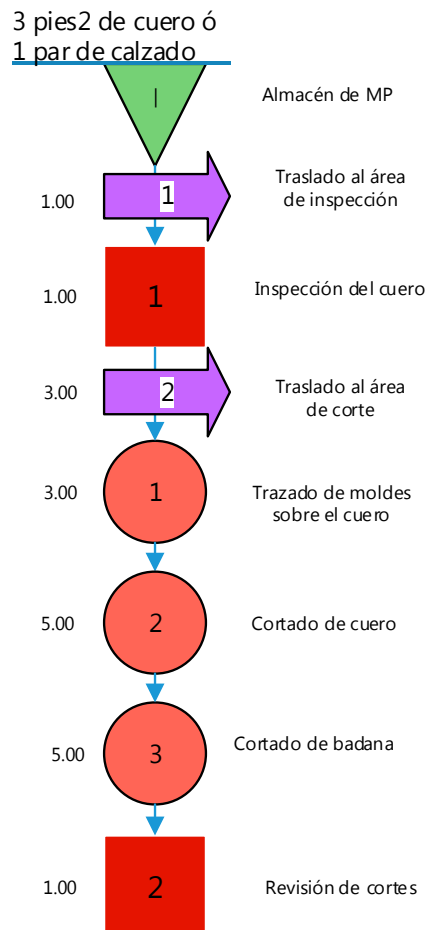 3 pies2 de cuero ó
1 par de calzado
I
Almacén de MP
1.00
1
Traslado al área
de inspección
1.00
1
Inspección del cuero
3.00
2
Traslado al área
de corte
3.00
1
Trazado de moldes
sobre el cuero
5.00
2
Cortado de cuero
5.00
3
Cortado de badana
1.00
2
Revisión de cortes